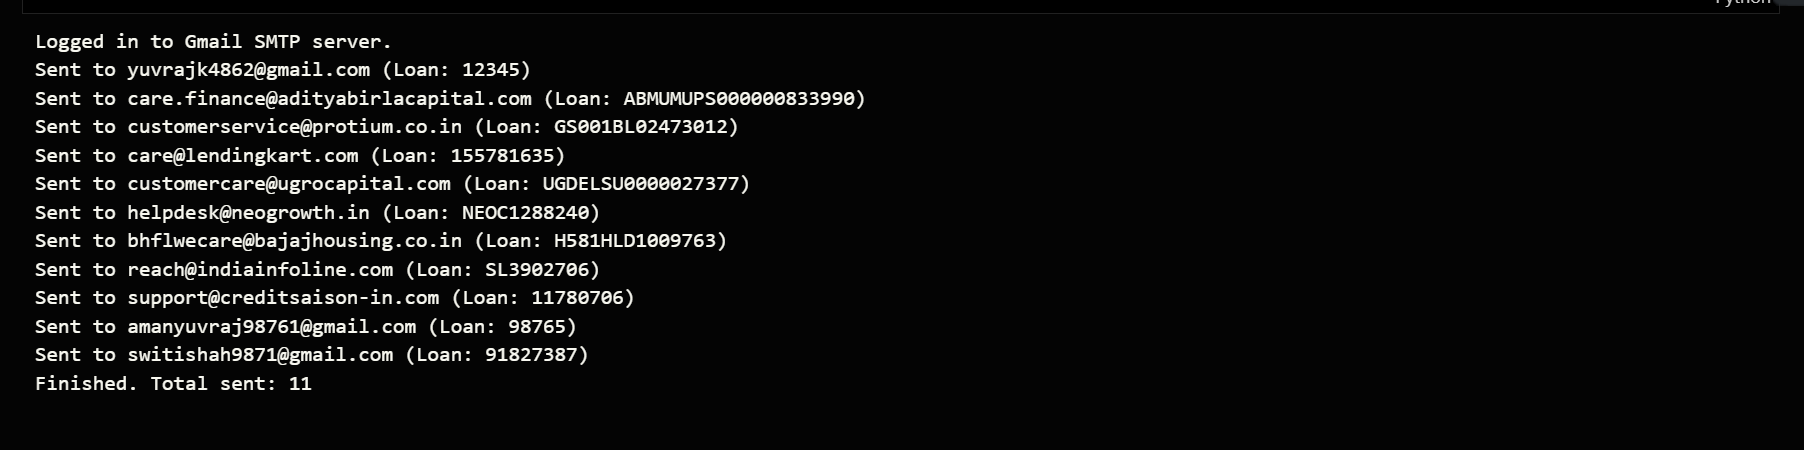 Python
Logged in to Gmail SMTP server.
Sent to yuvrajk4862@gmail.com (Loan: 12345)
Sent to care.finance@adityabirlacapital.com (Loan: ABMUMUPS000000833990)
Sent to customerservice@protium.co.in (Loan: GS001BL02473012)
Sent to care@lendingkart.com (Loan: 155781635)
Sent to customercare@ugrocapital.com (Loan: UGDELSU0000027377)
Sent to helpdesk@neogrowth.in (Loan: NEOC1288240)
Sent to bhflwecare@bajajhousing.co.in (Loan: H581HLD1009763)
Sent to reach@indiainfoline.com (Loan: SL3902706)
Sent to support@creditsaison-in.com (Loan: 11780706)
Sent to amanyuvraj98761@gmail.com (Loan: 98765)
Sent to switishah9871@gmail.com (Loan: 91827387)
Finished. Total sent: 11